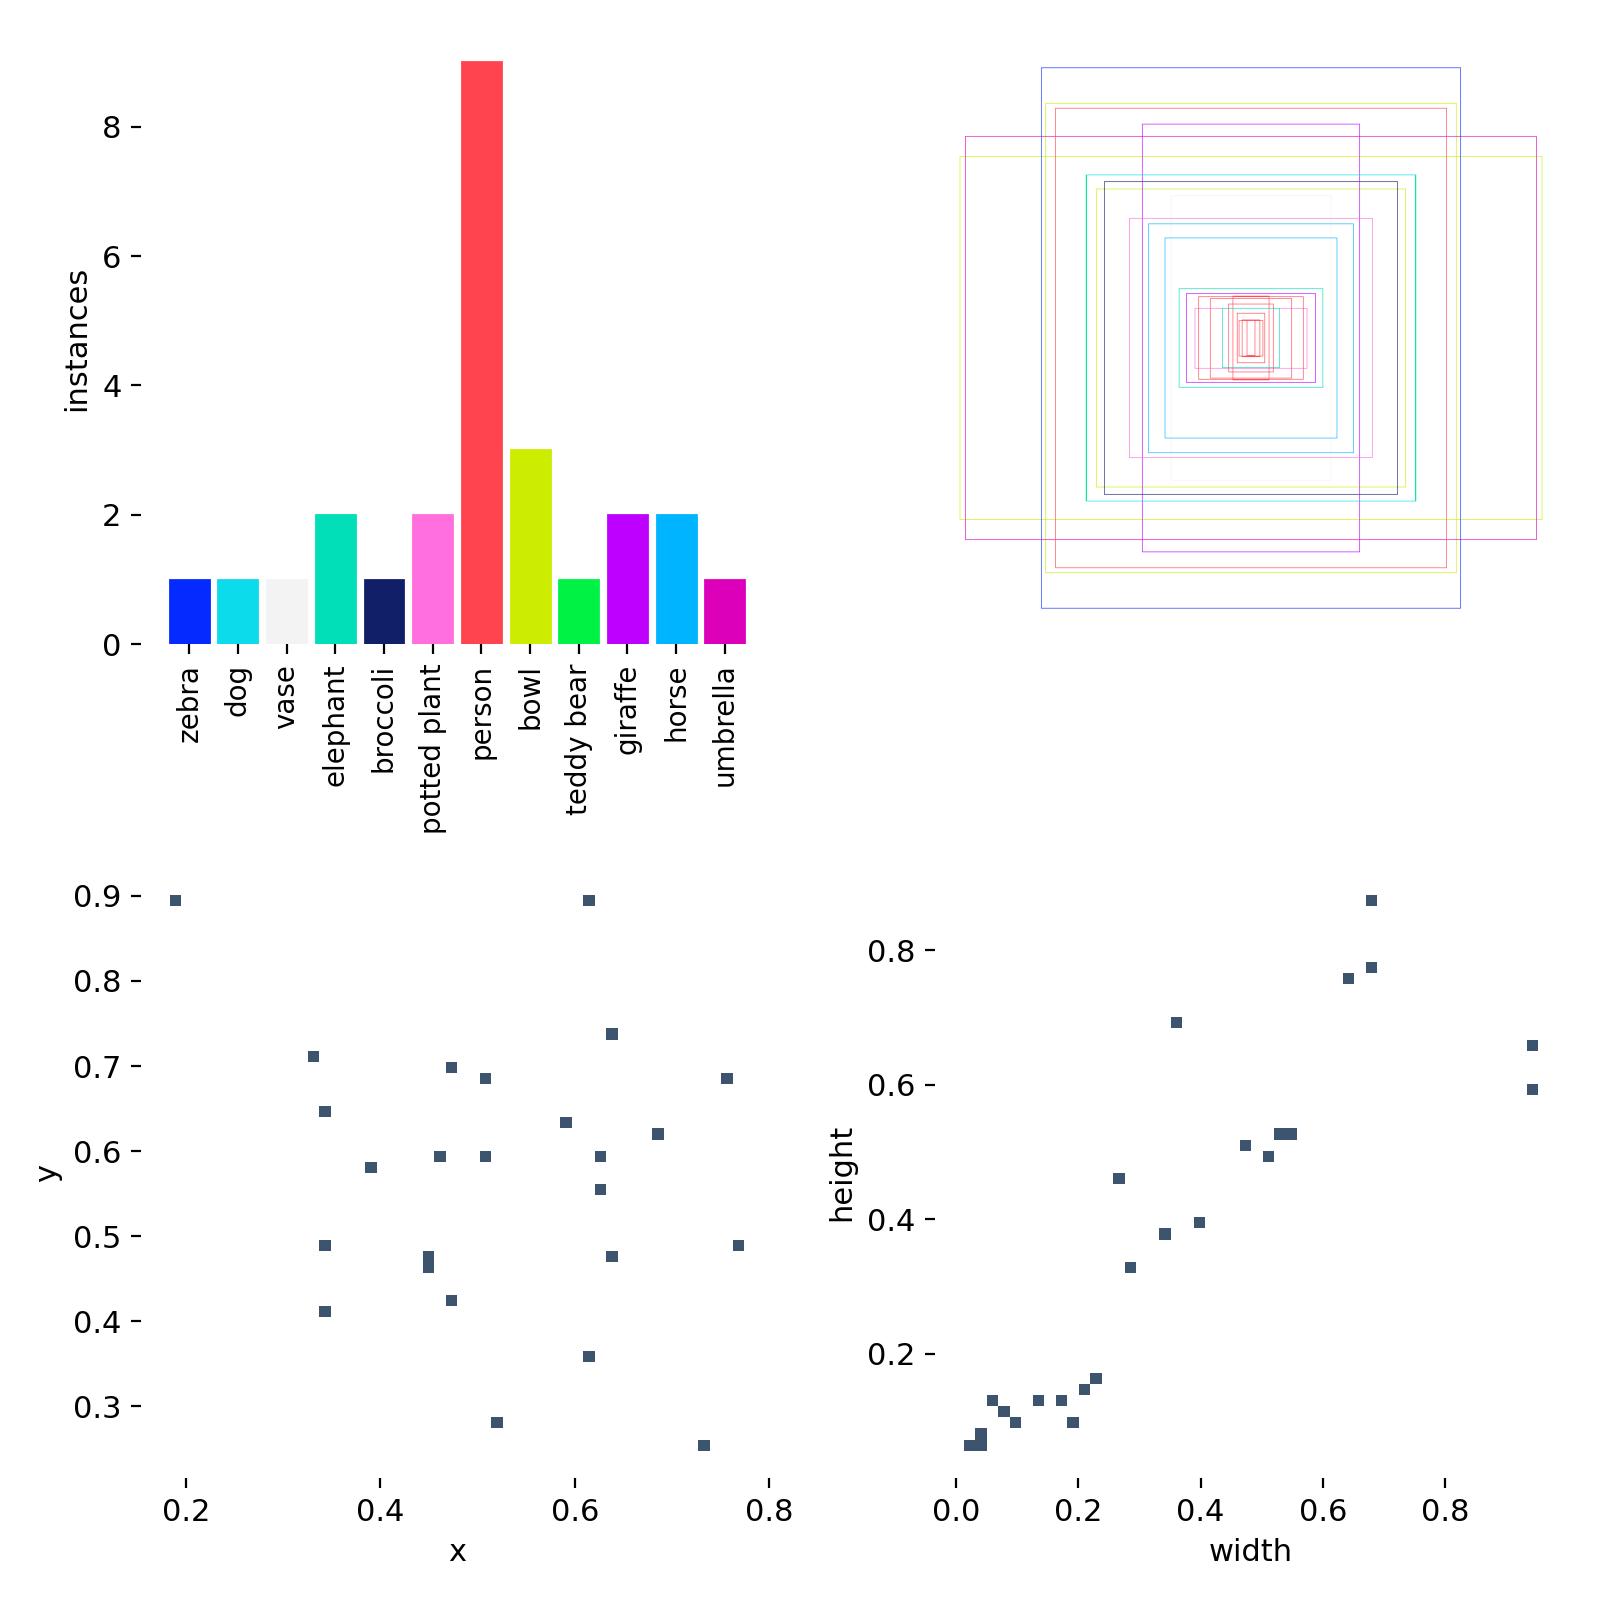 8
6
4
2
0
instances
zebra
dog
vase
elephant
broccoli
potted plant
person
bowl
teddy bear
giraffe
horse
umbrella
0.9
0.8
0.7
0.6
0.5
0.4
0.3
y
0.2 0.4 0.6 0.8
x
0.8
0.6
0.4
0.2
height
0.0 0.2 0.4 0.6 0.8
width